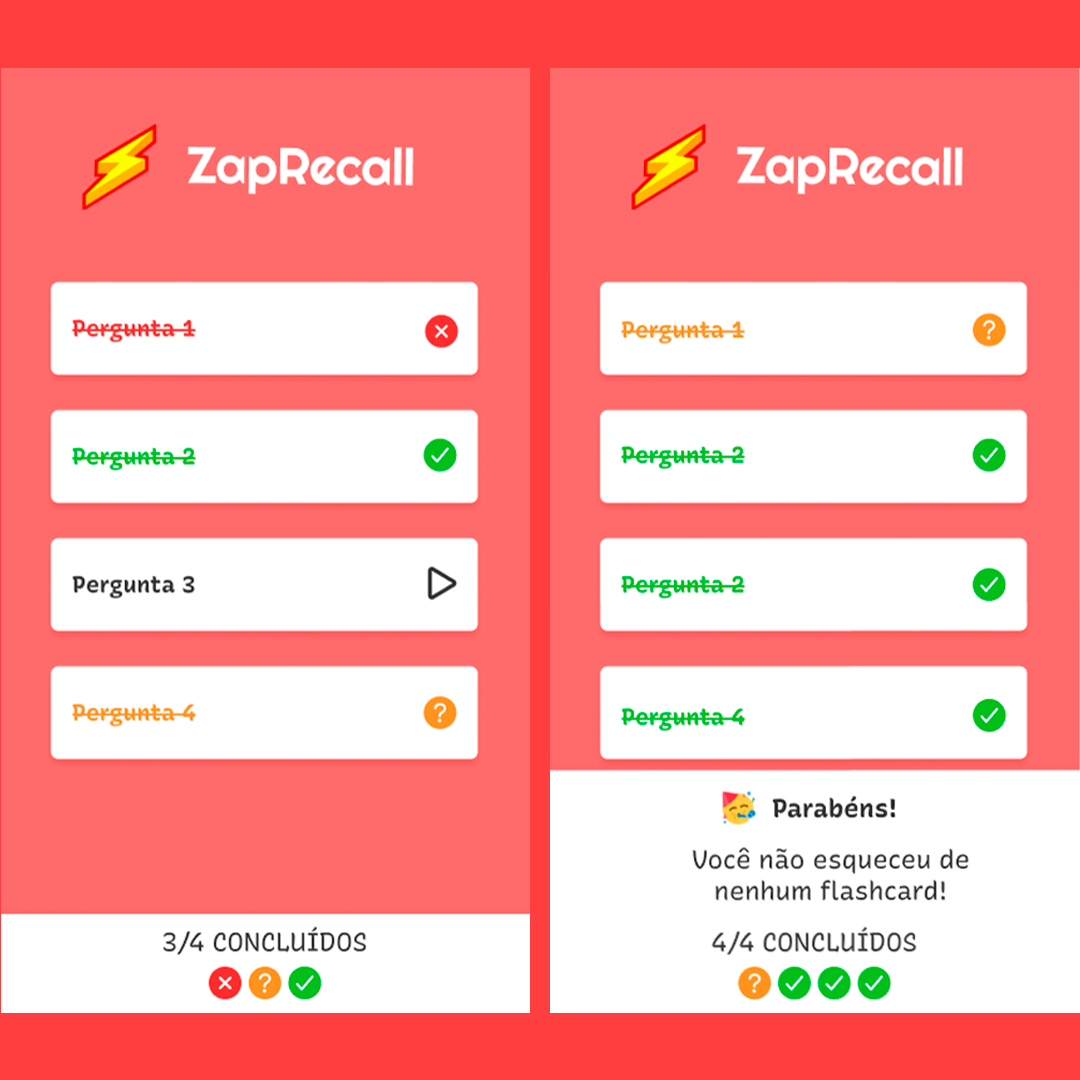 ZapRecall
Pergunta 1
Pergunta 2
Pergunta 3
Pergunta 4
3/4 CONCLUÍDOS
ZapRecall
Pergunta 1
Pergunta 2
Pergunta 2
Pergunta 4
Parabéns!
Você não esqueceu de
nenhum flashcard!
4/4 CONCLUÍDOS